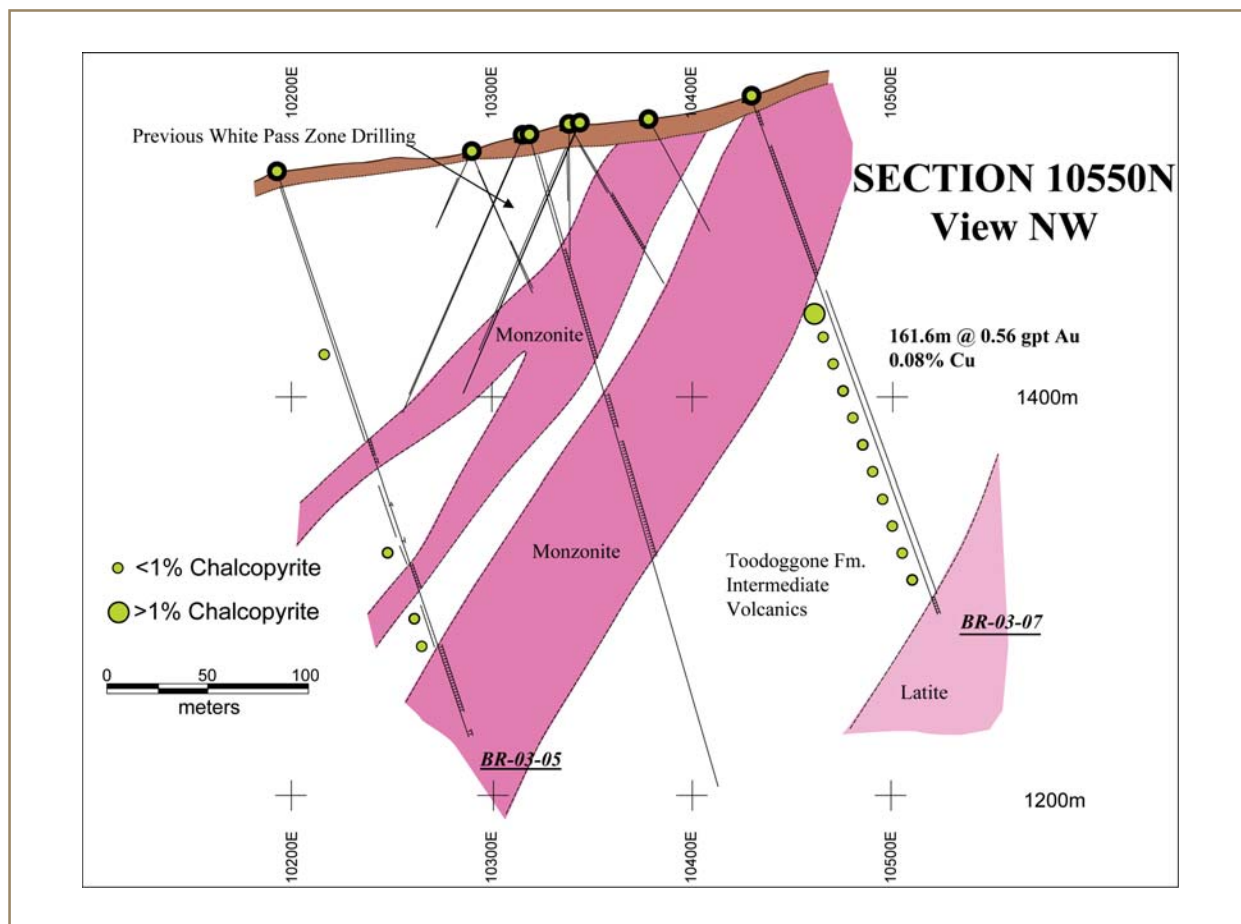 10200E
10300E
10400E
10500E
Previous White Pass Zone Drilling
SECTION 10550N
View NW
Monzonite
161.6m @ 0.56 gpt Au
0.08% Cu
1400m
Monzonite
Toodoggone Fm.
Intermediate
Volcanics
<1% Chalcopyrite
>1% Chalcopyrite
BR-03-07
0 50 100
meters
Latite
BR-03-05
1200m
10200E
10300E
10400E
10500E